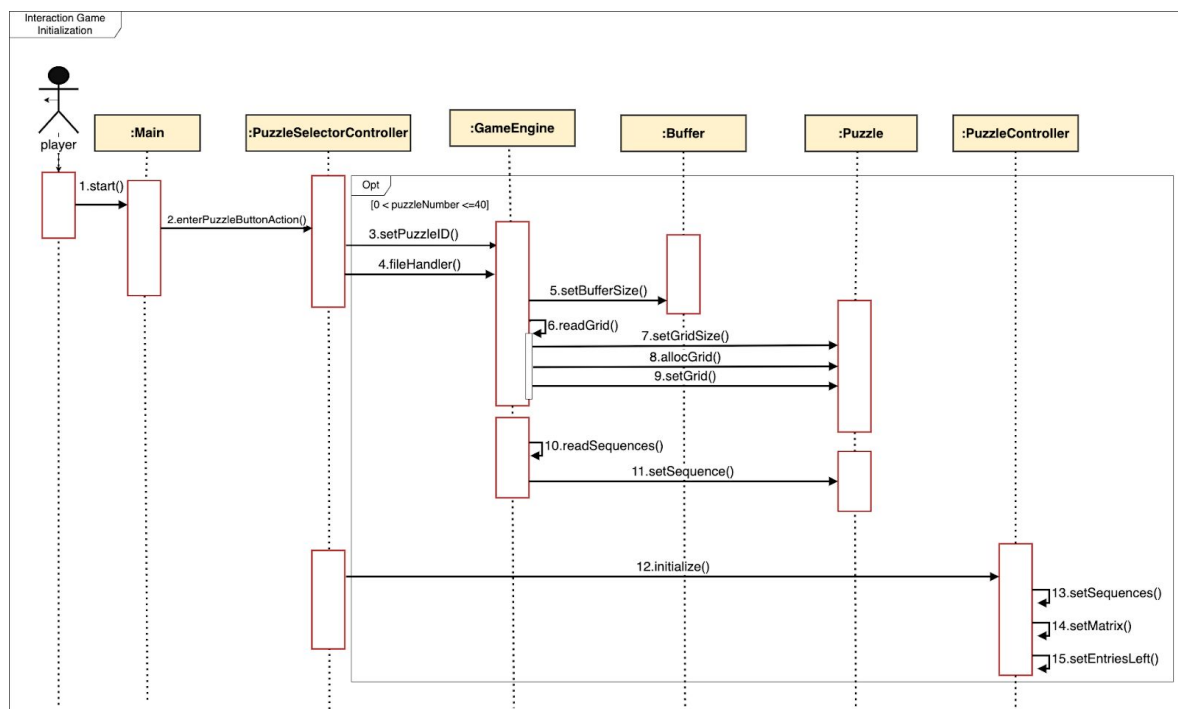 Interaction Game
Initialization
player
:Main
:PuzzleSelectorController
:GameEngine
:Buffer
:Puzzle
:PuzzleController
1.start()
Opt
[0 < puzzleNumber <=40]
2.enterPuzzleButtonAction()
3.setPuzzleID()
4.fileHandler()
5.setBufferSize()
6.readGrid()
7.setGridSize()
8.allocGrid()
9.setGrid()
10.readSequences()
11.setSequence()
12.initialize()
13.setSequences()
14.setMatrix()
15.setEntriesLeft()